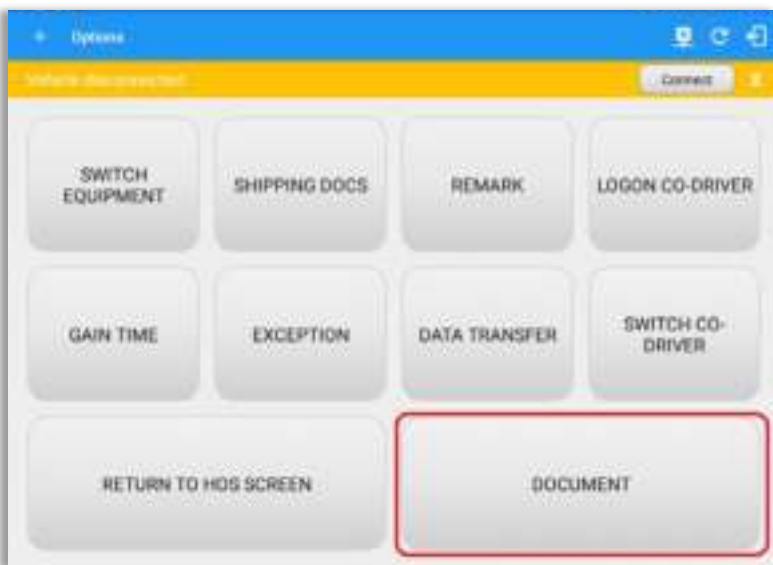 Options
Vehicle disconnected
Connect
SWITCH
EQUIPMENT
SHIPPING DOCS
REMARK
LOGON CO-DRIVER
GAIN TIME
EXCEPTION
DATA TRANSFER
SWITCH CO-
DRIVER
RETURN TO HOS SCREEN
DOCUMENT